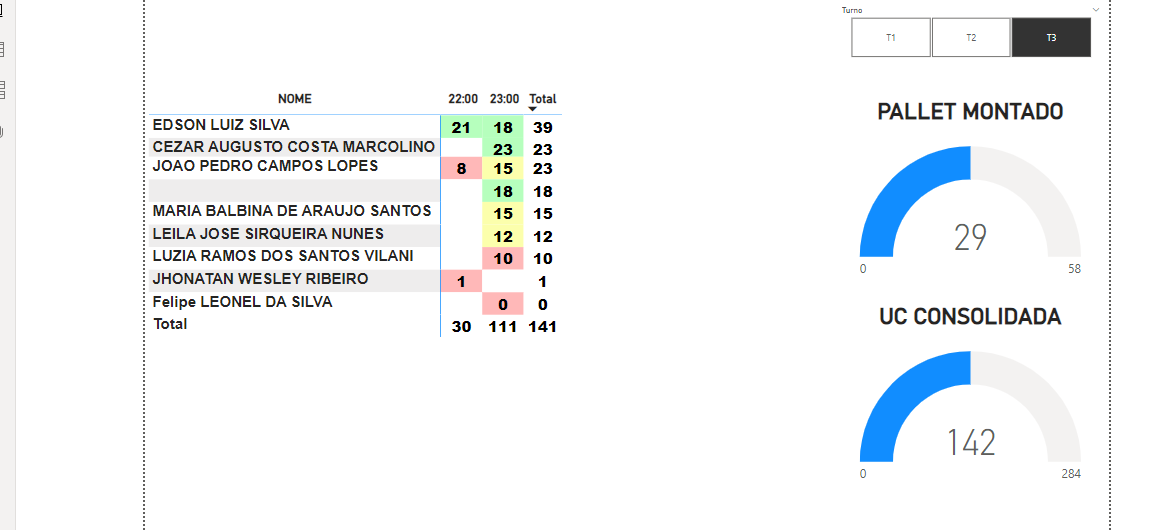 Turno
T1 T2 T3
NOME 22:00 23:00 Total
EDSON LUIZ SILVA 21 18 39
CEZAR AUGUSTO COSTA MARCOLINO 23 23
JOAO PEDRO CAMPOS LOPES 8 15 23
18 18
MARIA BALBINA DE ARAUJO SANTOS 15 15
LEILA JOSE SIRQUEIRA NUNES 12 12
LUZIA RAMOS DOS SANTOS VILANI 10 10
JHONATAN WESLEY RIBEIRO 1 1
Felipe LEONEL DA SILVA 0 0
Total 30 111 141
PALLET MONTADO
29
0 58
UC CONSOLIDADA
142
0 284